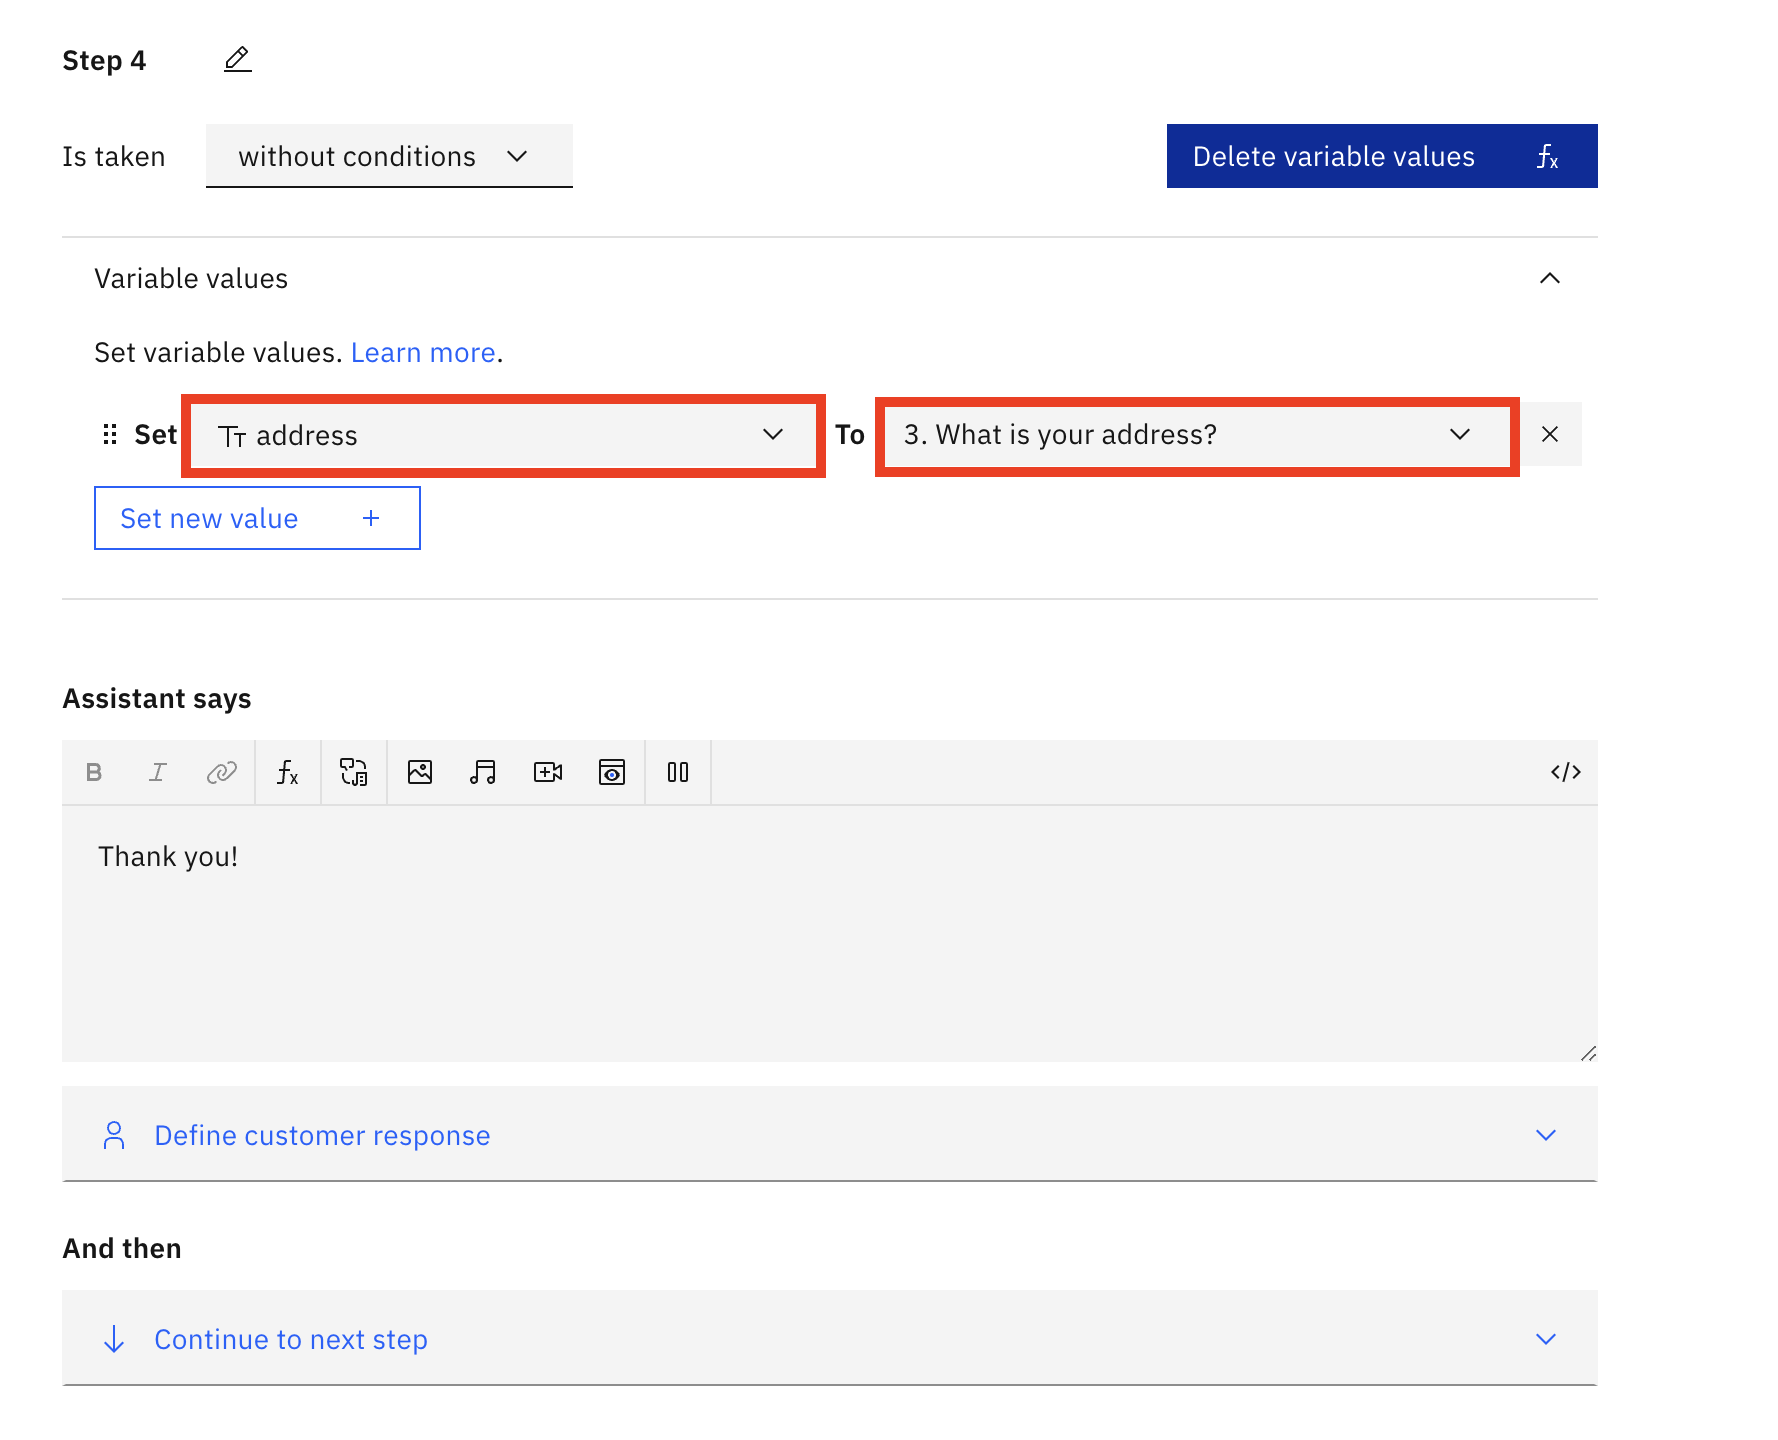 Step 4
Is taken without conditions Delete variable values fx
Variable values
Set variable values. Learn more.
Set Tт address To 3. What is your address?
Set new value +
Assistant says
B I fx </>
Thank you!
Define customer response
And then
Continue to next step